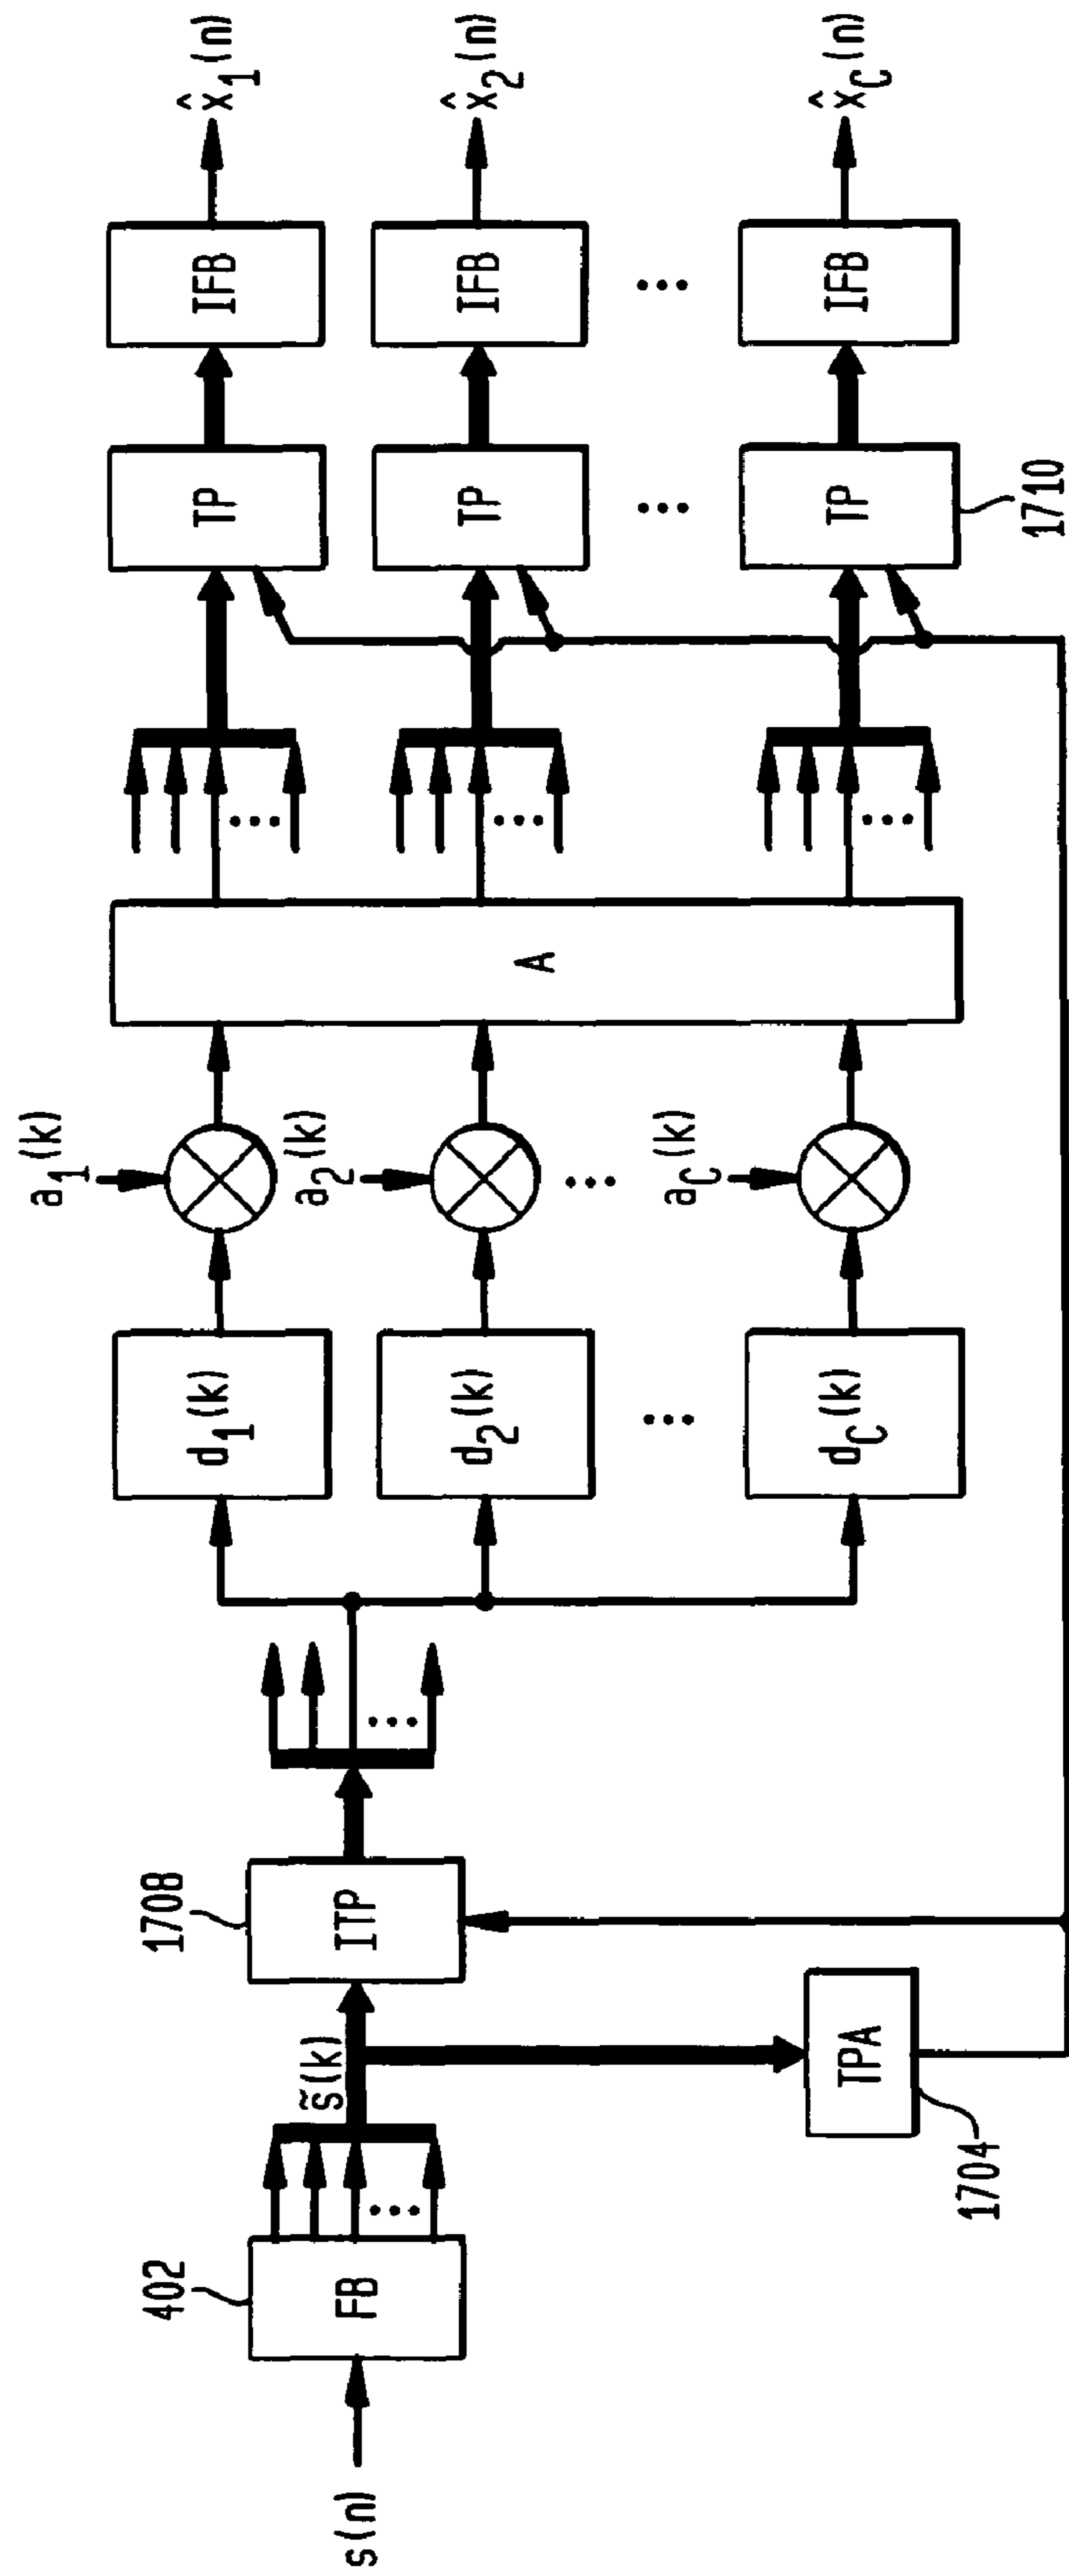 s(n)
402
FB
s̃(k)
1704
TPA
1708
ITP
d1(k)
d2(k)
dC(k)
a1(k)
a2(k)
aC(k)
A
TP
TP
TP
1710
IFB
IFB
IFB
x̂1(n)
x̂2(n)
x̂C(n)